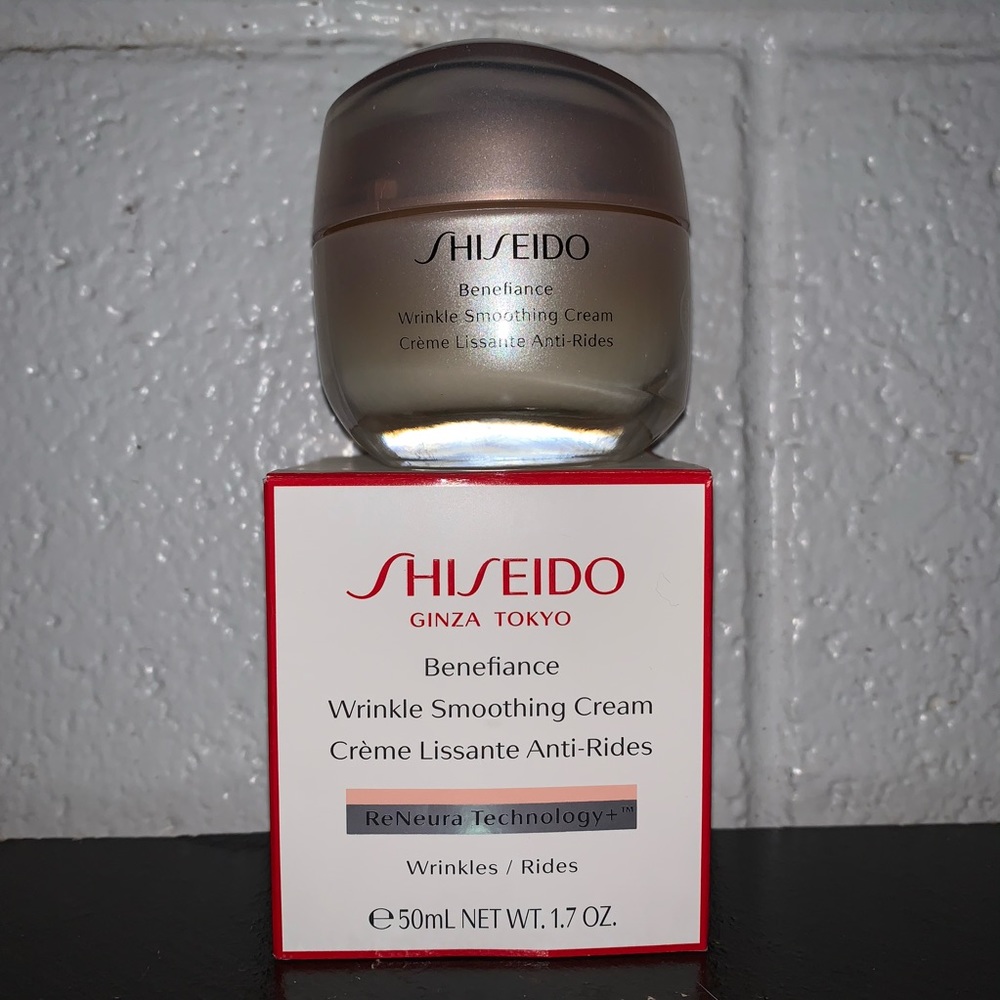 SHISEIDO
Benefiance
Wrinkle Smoothing Cream
Crème Lissante Anti-Rides
SHISEIDO
GINZA TOKYO
Benefiance
Wrinkle Smoothing Cream
Crème Lissante Anti-Rides
ReNeura Technology+™
Wrinkles / Rides
℮ 50mL NET WT. 1.7 OZ.